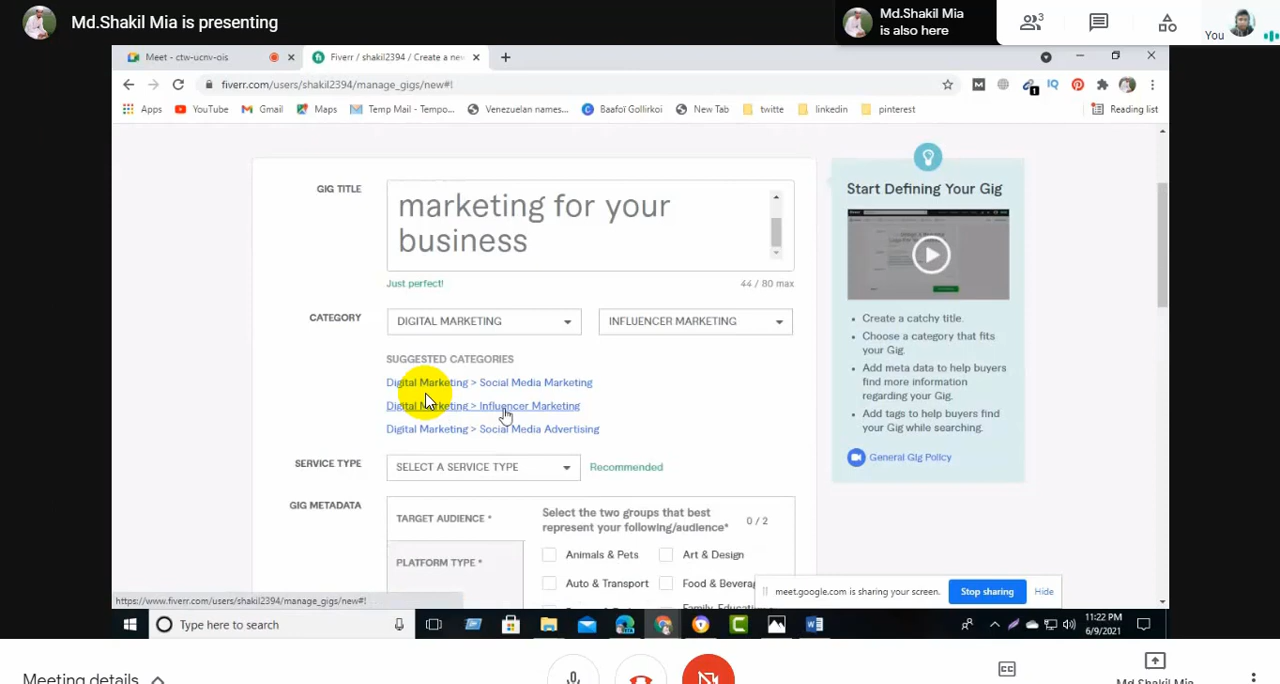 Md.Shakil Mia is presenting
Md.Shakil Mia
is also here
3
You
Meet - ctw-ucnv-ois
Fiverr / shakil2394 / Create a new
fiverr.com/users/shakil2394/manage_gigs/new#!
Apps
YouTube
Gmail
Maps
Temp Mail - Tempo...
Venezuelan names...
Baafoï Gollirkoi
New Tab
twitte
linkedin
pinterest
Reading list
GIG TITLE
marketing for your
business
Just perfect!
44 / 80 max
CATEGORY
DIGITAL MARKETING
INFLUENCER MARKETING
SUGGESTED CATEGORIES
Digital Marketing > Social Media Marketing
Digital Marketing > Influencer Marketing
Digital Marketing > Social Media Advertising
SERVICE TYPE
SELECT A SERVICE TYPE
Recommended
GIG METADATA
TARGET AUDIENCE *
PLATFORM TYPE *
Select the two groups that best
represent your following/audience*
0 / 2
Animals & Pets
Art & Design
Auto & Transport
Food & Bevera
Start Defining Your Gig
• Create a catchy title.
• Choose a category that fits
your Gig.
• Add meta data to help buyers
find more information
regarding your Gig.
• Add tags to help buyers find
your Gig while searching.
General Gig Policy
meet.google.com is sharing your screen.
Stop sharing
Hide
https://www.fiverr.com/users/shakil2394/manage_gigs/new#!
Type here to search
11:22 PM
6/9/2021
Meeting details
CC
Md.Shakil Mia